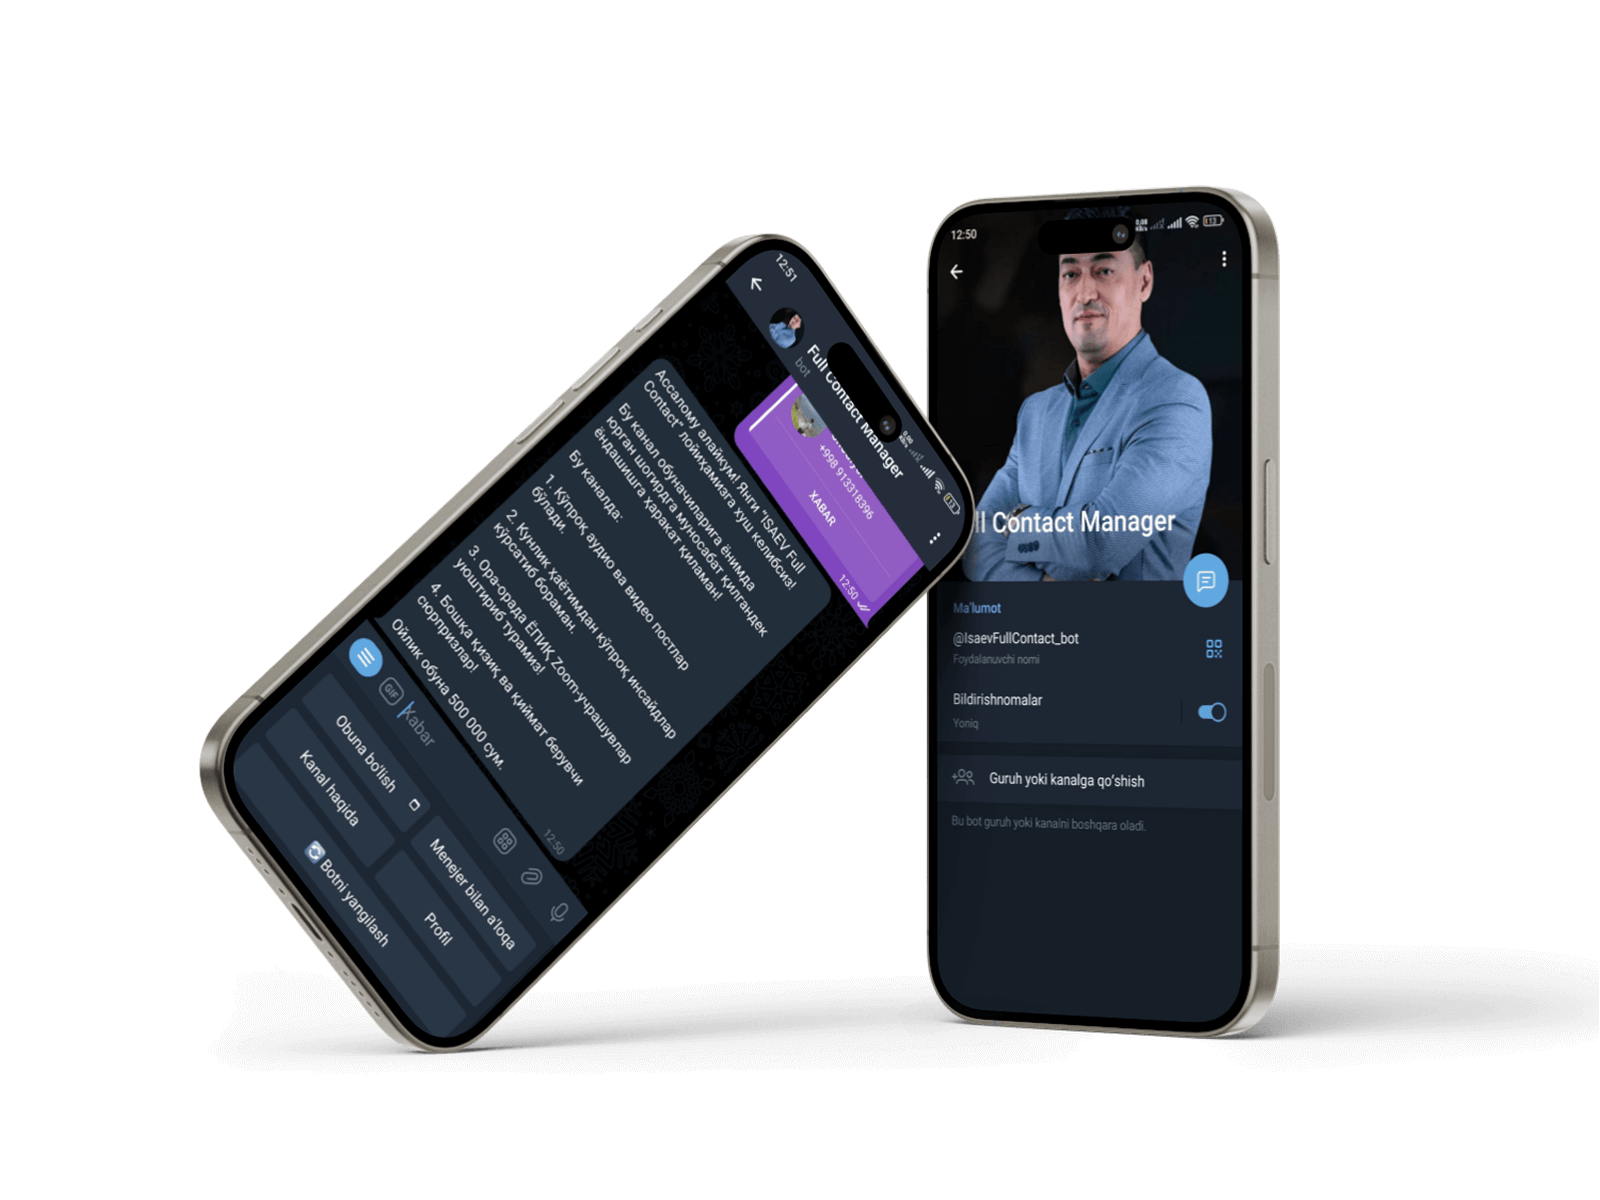 12:51
Full Contact Manager
bot
+998 913318396
XABAR
12:50
Ассалому алайкум! Янги "ISAEV Full
Contact" лойиҳамизга хуш келибсиз!
Бу канал обуначиларига ёнимда
юрган шогирдга муносабат қилгандек
ёндашишга ҳаракат қиламан!
Бу каналда:
1. Кўпроқ аудио ва видео постлар
бўлади.
2. Кунлик ҳаётимдан кўпроқ инсайдлар
кўрсатиб бораман.
3. Ора-орада ЁПИҚ Zoom-учрашувлар
уюштириб турамиз!
4. Бошқа қизиқ ва қиймат берувчи
сюрпризлар!
Ойлик обуна 500 000 сум.
12:50
GIF
Xabar
Obuna bo'lish
Menejer bilan a'loqa
Kanal haqida
Profil
Botni yangilash
12:50
ll Contact Manager
Ma'lumot
@IsaevFullContact_bot
Foydalanuvchi nomi
Bildirishnomalar
Yoniq
Guruh yoki kanalga qo'shish
Bu bot guruh yoki kanalni boshqara oladi.